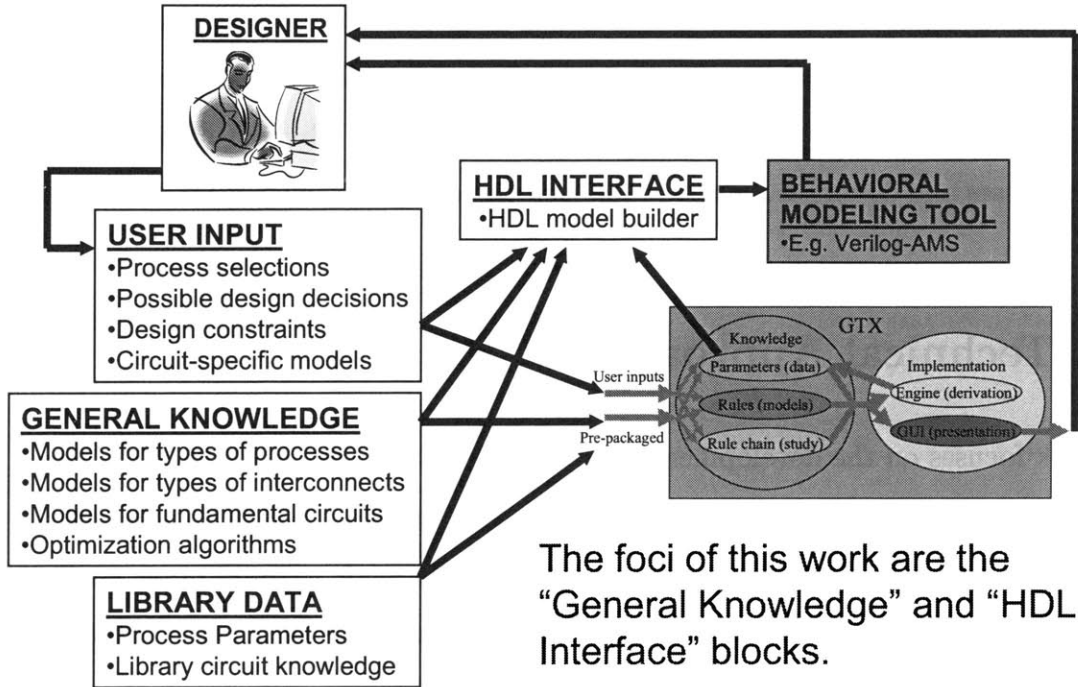 DESIGNER
USER INPUT
•Process selections
•Possible design decisions
•Design constraints
•Circuit-specific models
GENERAL KNOWLEDGE
•Models for types of processes
•Models for types of interconnects
•Models for fundamental circuits
•Optimization algorithms
LIBRARY DATA
•Process Parameters
•Library circuit knowledge
HDL INTERFACE
•HDL model builder
BEHAVIORAL
MODELING TOOL
•E.g. Verilog-AMS
GTX
Knowledge
Parameters (data)
Rules (models)
Rule chain (study)
Implementation
Engine (derivation)
GUI (presentation)
User inputs
Pre-packaged
The foci of this work are the
“General Knowledge” and “HDL
Interface” blocks.